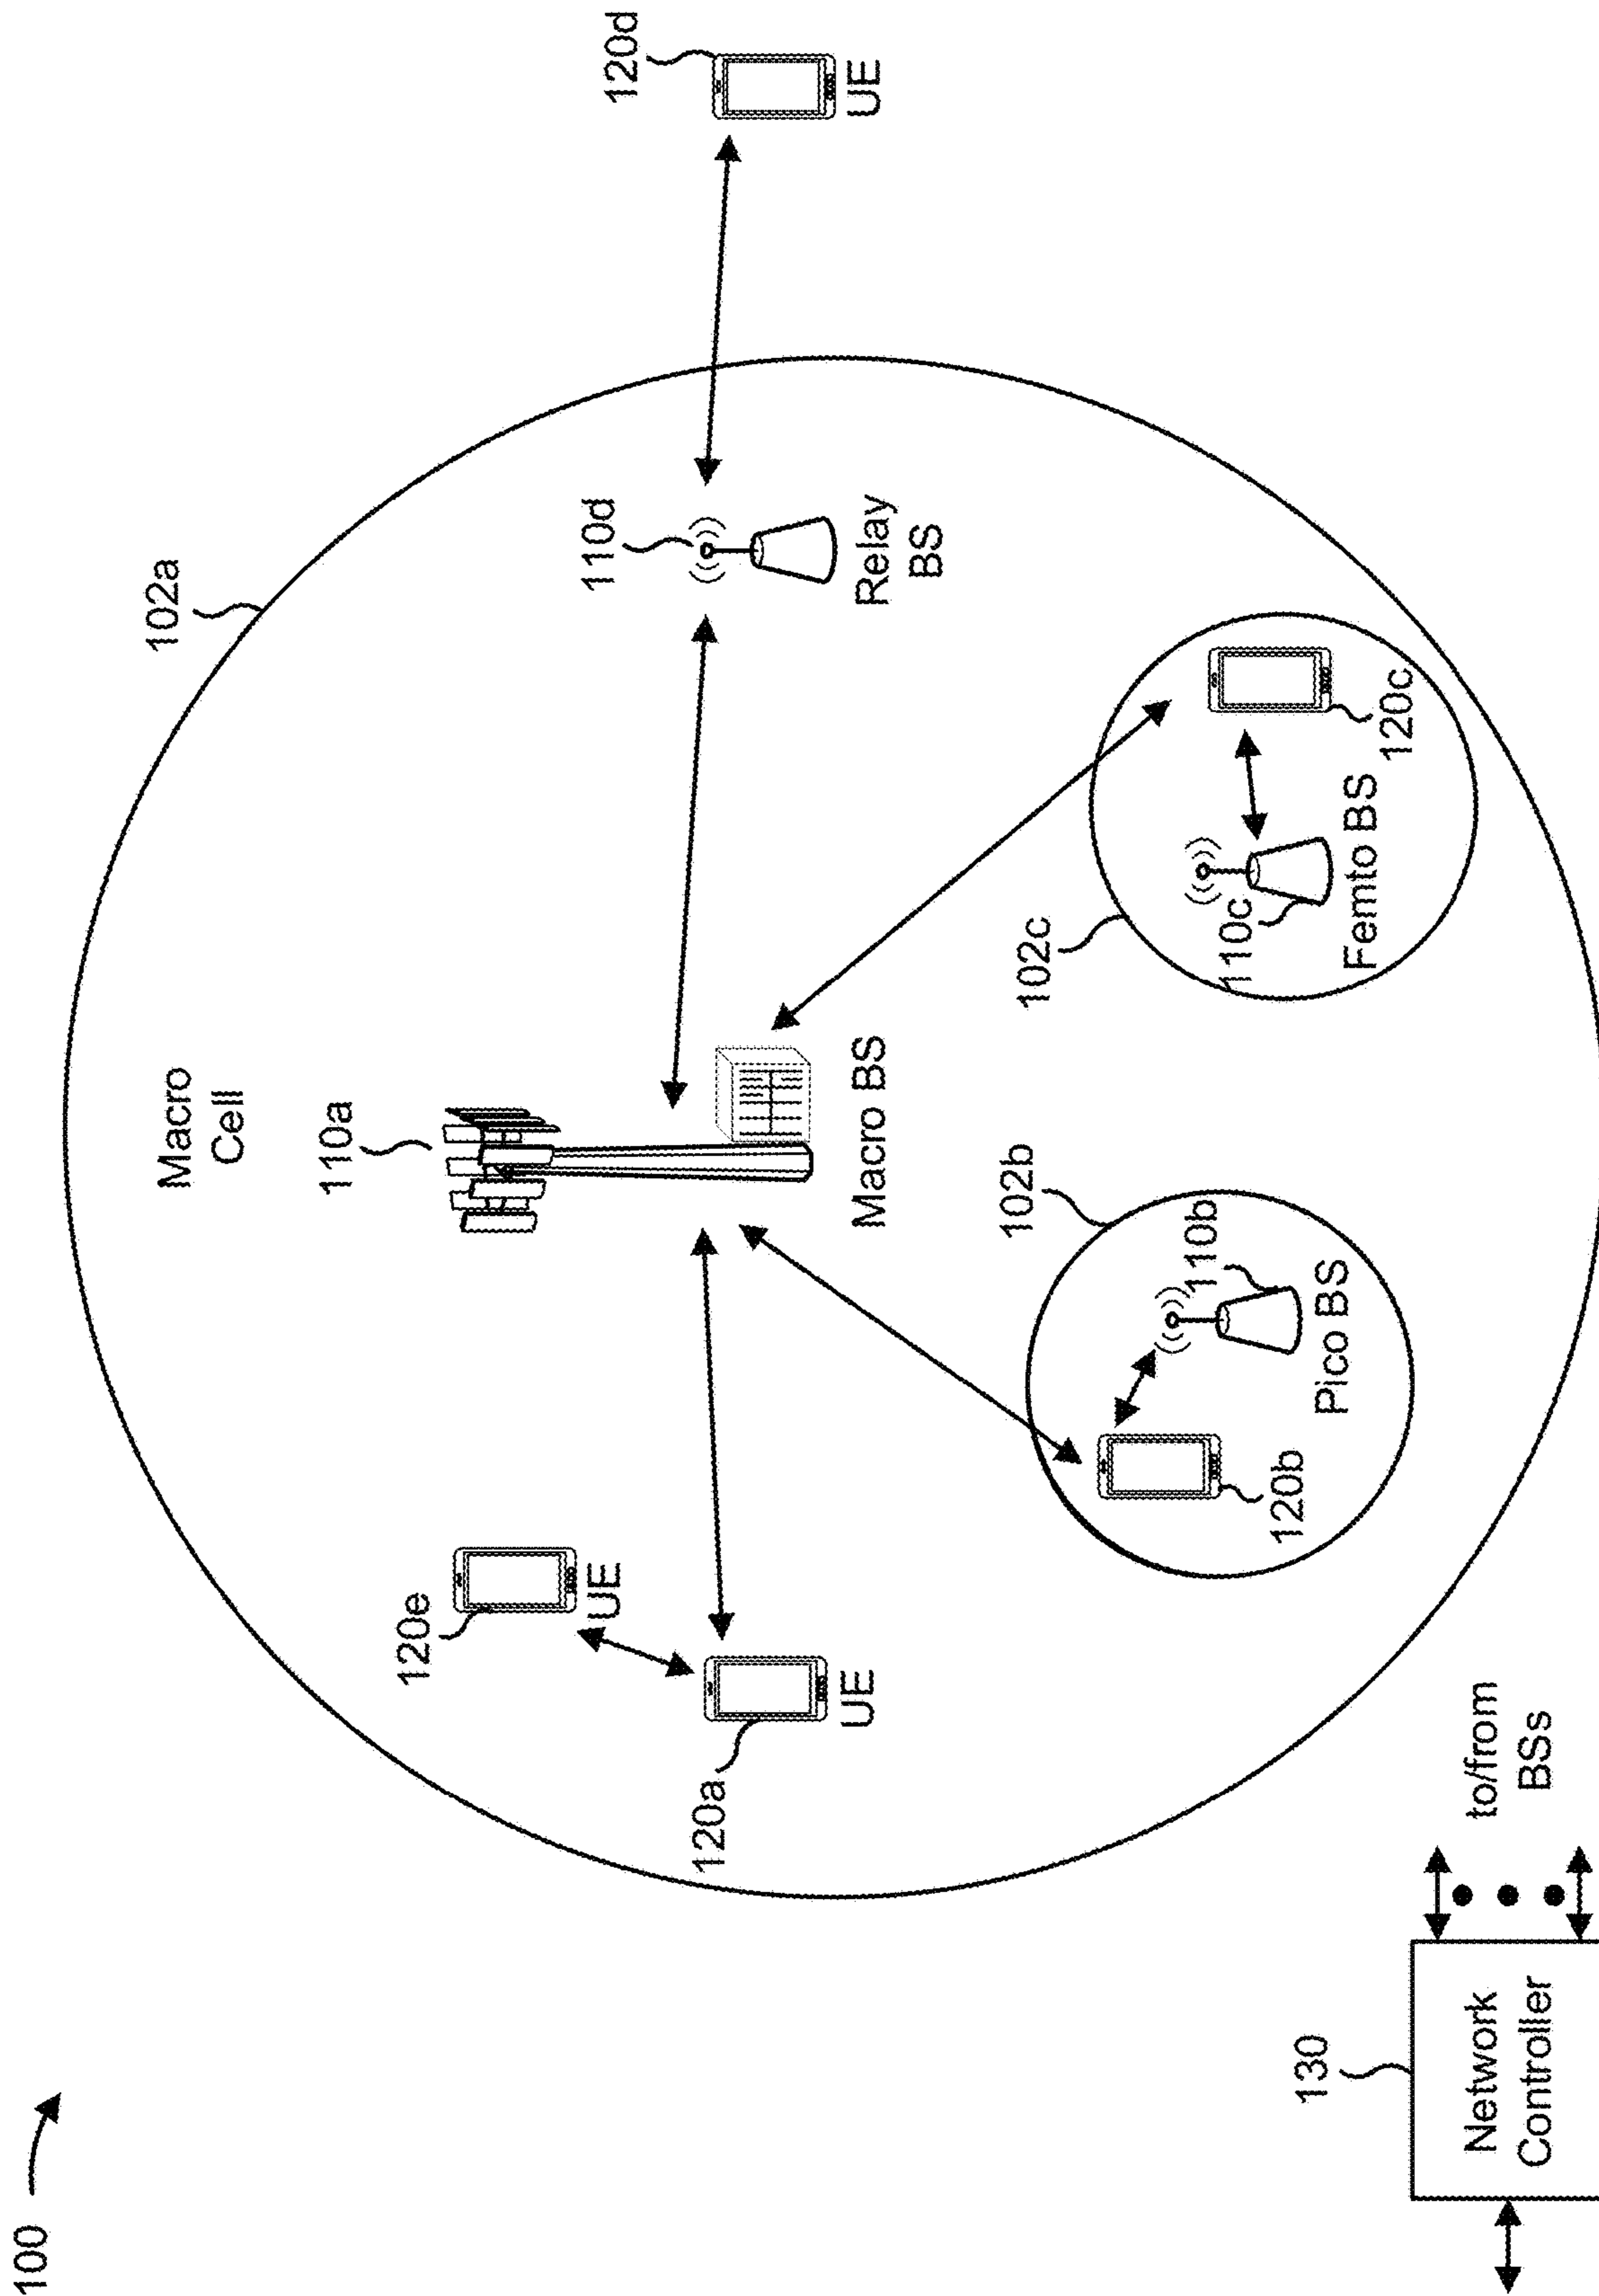 100
102a
Macro
Cell
110a
120d
UE
110d
Relay
BS
120e
UE
Macro BS
120a
UE
102b
110b
Pico BS
120b
102c
110c
Femto BS
120c
130
Network
Controller
to/from
BSs